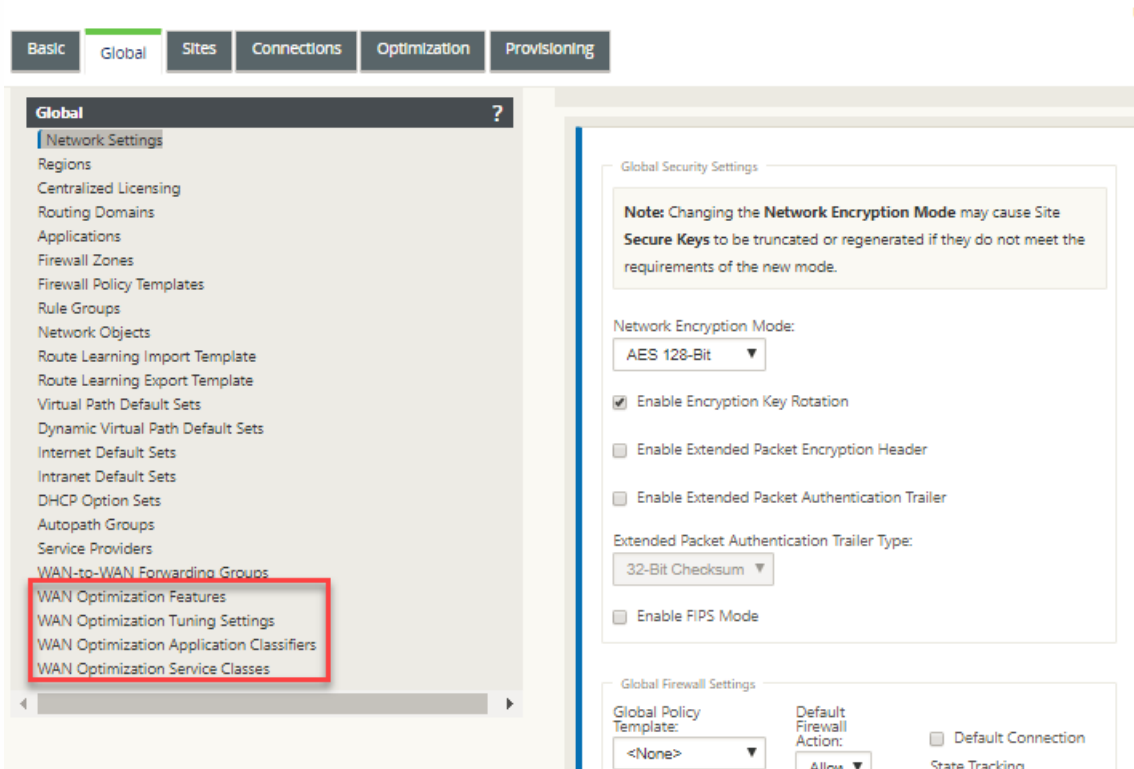 Basic
Global
Sites
Connections
Optimization
Provisioning
Global ?
Network Settings
Regions
Centralized Licensing
Routing Domains
Applications
Firewall Zones
Firewall Policy Templates
Rule Groups
Network Objects
Route Learning Import Template
Route Learning Export Template
Virtual Path Default Sets
Dynamic Virtual Path Default Sets
Internet Default Sets
Intranet Default Sets
DHCP Option Sets
Autopath Groups
Service Providers
WAN-to-WAN Forwarding Groups
WAN Optimization Features
WAN Optimization Tuning Settings
WAN Optimization Application Classifiers
WAN Optimization Service Classes
Global Security Settings
Note: Changing the Network Encryption Mode may cause Site
Secure Keys to be truncated or regenerated if they do not meet the
requirements of the new mode.
Network Encryption Mode:
AES 128-Bit
Enable Encryption Key Rotation
Enable Extended Packet Encryption Header
Enable Extended Packet Authentication Trailer
Extended Packet Authentication Trailer Type:
32-Bit Checksum
Enable FIPS Mode
Global Firewall Settings
Global Policy
Template:
<None>
Default
Firewall
Action:
Allow
Default Connection
State Tracking